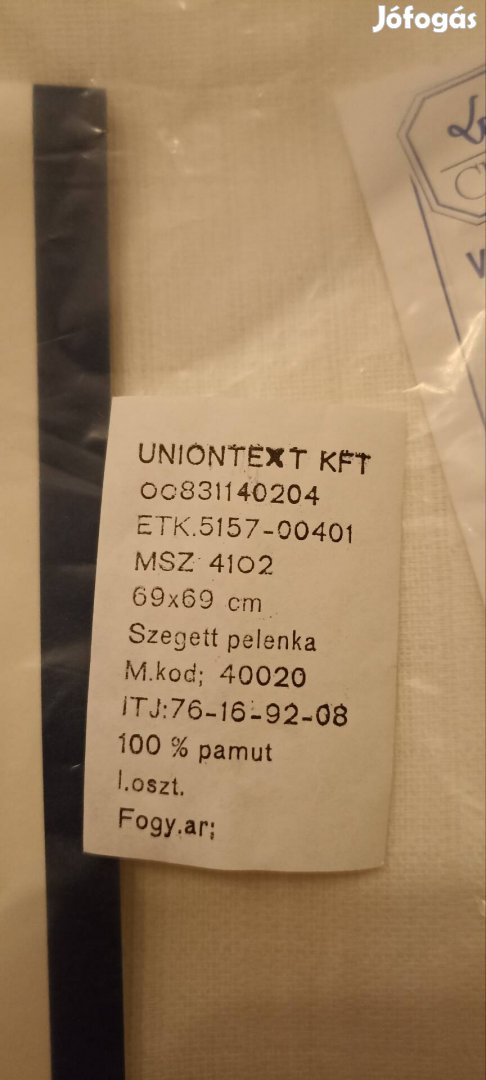 Jófogás
UNIONTEXT KFT
OC831140204
ETK.5157-00401
MSZ 4102
69x69 cm
Szegett pelenka
M.kod; 40020
ITJ:76-16-92-08
100 % pamut
I.oszt.
Fogy.ar;